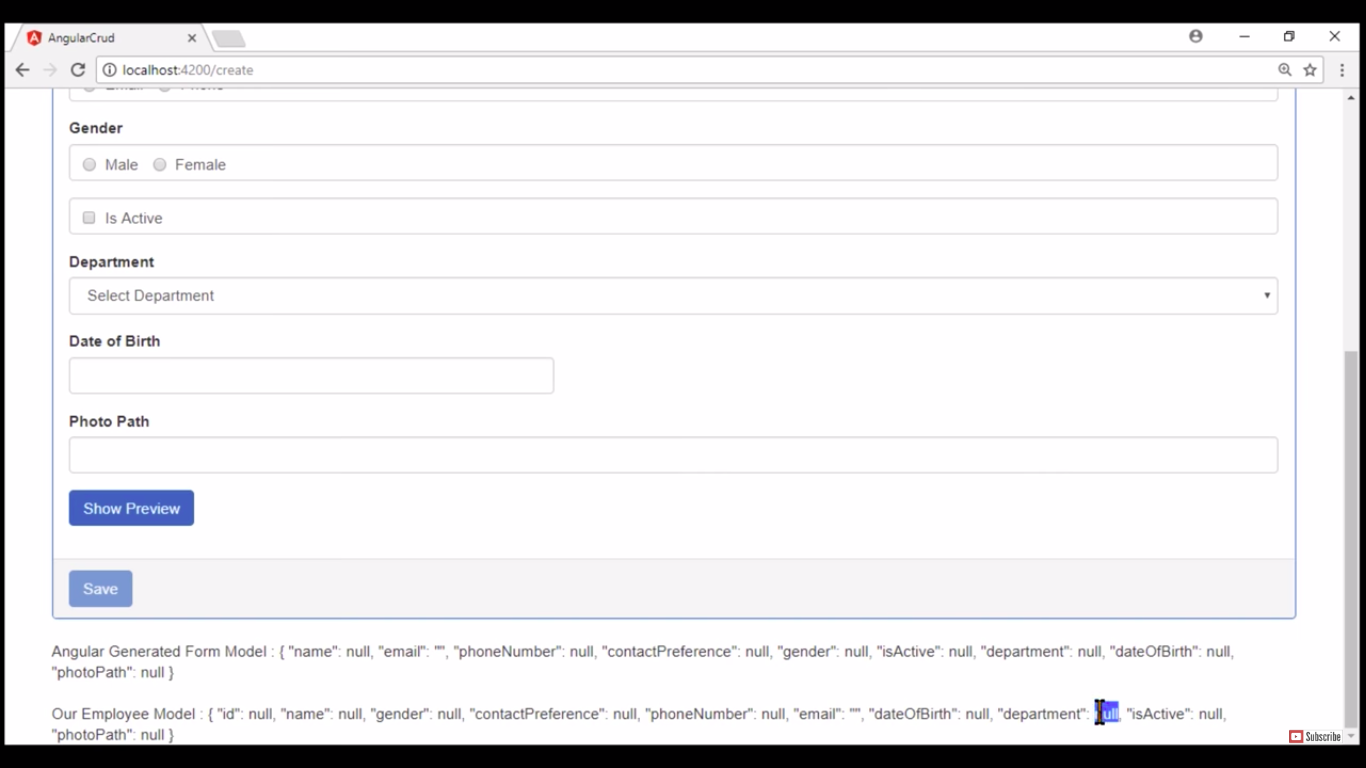 AngularCrud
localhost:4200/create
Gender
Male Female
Is Active
Department
Select Department
Date of Birth
Photo Path
Show Preview
Save
Angular Generated Form Model : { "name": null, "email": "", "phoneNumber": null, "contactPreference": null, "gender": null, "isActive": null, "department": null, "dateOfBirth": null,
"photoPath": null }
Our Employee Model : { "id": null, "name": null, "gender": null, "contactPreference": null, "phoneNumber": null, "email": "", "dateOfBirth": null, "department": null, "isActive": null,
"photoPath": null }
Subscribe